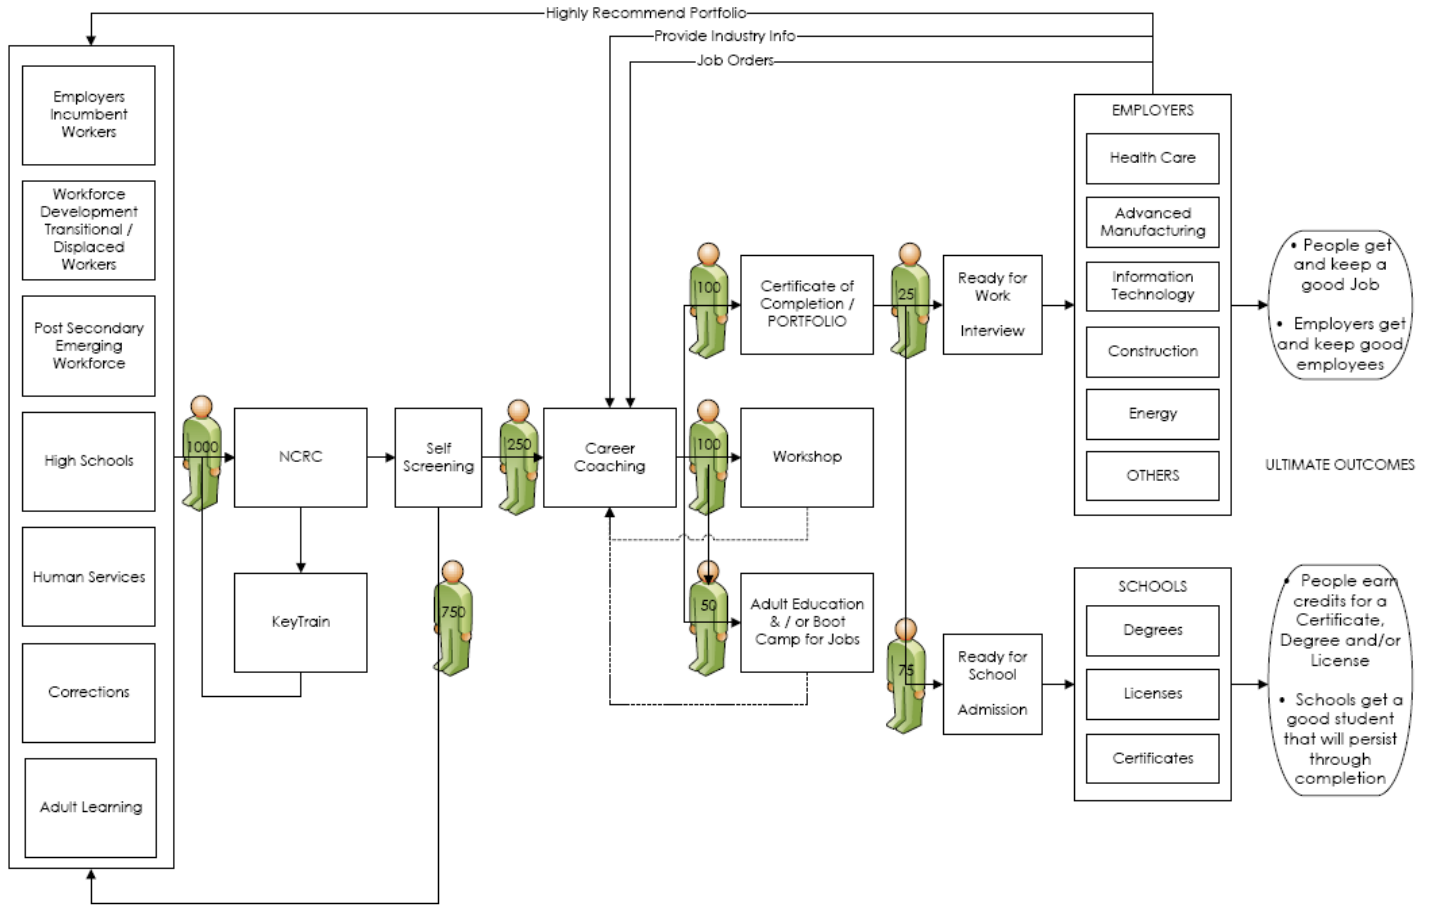 Highly Recommend Portfolio
Provide Industry Info
Job Orders
Employers
Incumbent
Workers
Workforce
Development
Transitional /
Displaced
Workers
Post Secondary
Emerging
Workforce
High Schools
Human Services
Corrections
Adult Learning
1000
NCRC
KeyTrain
Self
Screening
750
250
Career
Coaching
100
Certificate of
Completion /
PORTFOLIO
100
Workshop
50
Adult Education
& / or Boot
Camp for Jobs
25
Ready for
Work
Interview
75
Ready for
School
Admission
EMPLOYERS
Health Care
Advanced
Manufacturing
Information
Technology
Construction
Energy
OTHERS
SCHOOLS
Degrees
Licenses
Certificates
• People get
and keep a
good Job
• Employers get
and keep good
employees
ULTIMATE OUTCOMES
• People earn
credits for a
Certificate,
Degree and/or
License
• Schools get a
good student
that will persist
through
completion